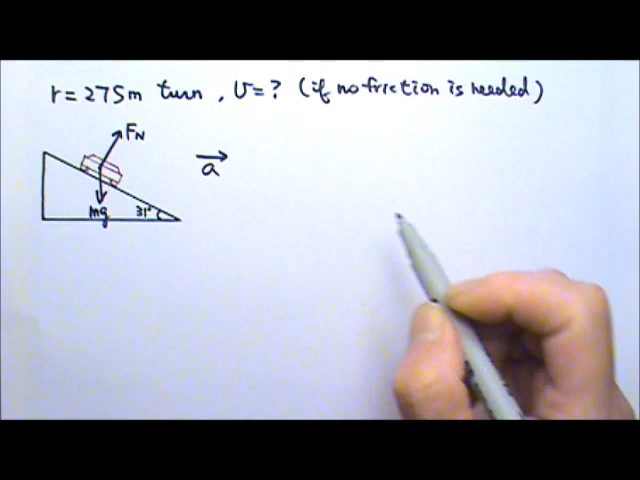 r = 275m turn , v = ? (if no friction is needed)
FN
a
mg
31°